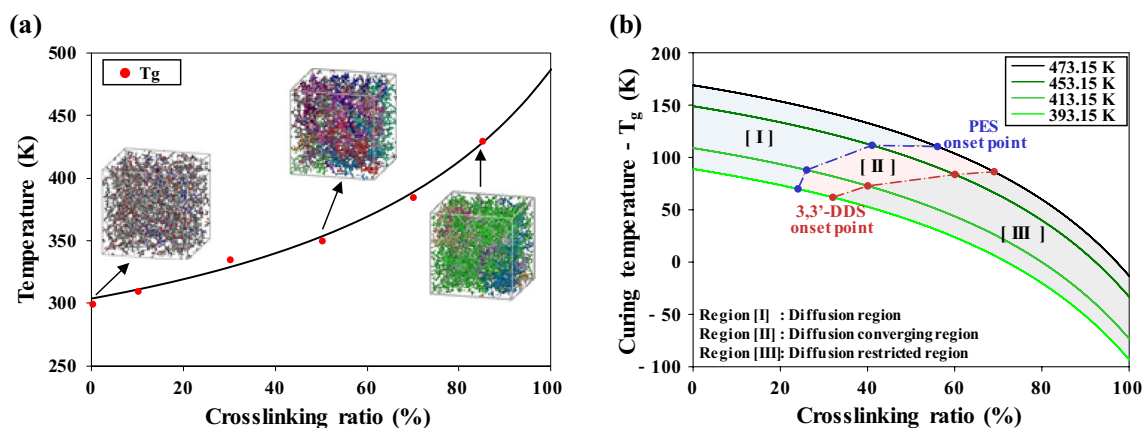 (a)
500
450
400
350
300
250
Temperature (K)
Tg
0
20
40
60
80
100
Crosslinking ratio (%)
(b)
200
150
100
50
0
- 50
- 100
Curing temperature - Tg (K)
473.15 K
453.15 K
413.15 K
393.15 K
PES
onset point
[ I ]
[ II ]
[ III ]
3,3’-DDS
onset point
Region [I] : Diffusion region
Region [II] : Diffusion converging region
Region [III]: Diffusion restricted region
0
20
40
60
80
100
Crosslinking ratio (%)